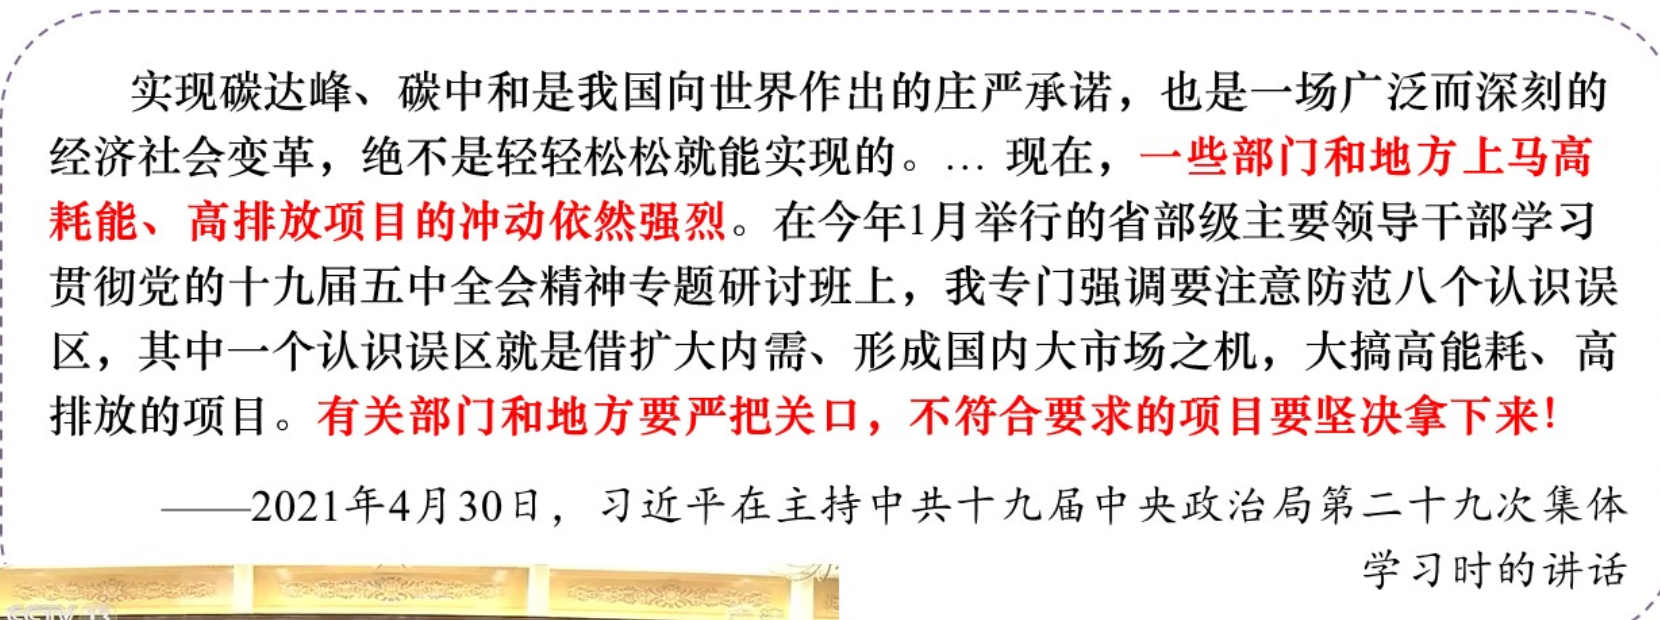 实现碳达峰、碳中和是我国向世界作出的庄严承诺，也是一场广泛而深刻的
经济社会变革，绝不是轻轻松松就能实现的。… 现在，一些部门和地方上马高
耗能、高排放项目的冲动依然强烈。在今年1月举行的省部级主要领导干部学习
贯彻党的十九届五中全会精神专题研讨班上，我专门强调要注意防范八个认识误
区，其中一个认识误区就是借扩大内需、形成国内大市场之机，大搞高能耗、高
排放的项目。有关部门和地方要严把关口，不符合要求的项目要坚决拿下来！
——2021年4月30日，习近平在主持中共十九届中央政治局第二十九次集体
学习时的讲话